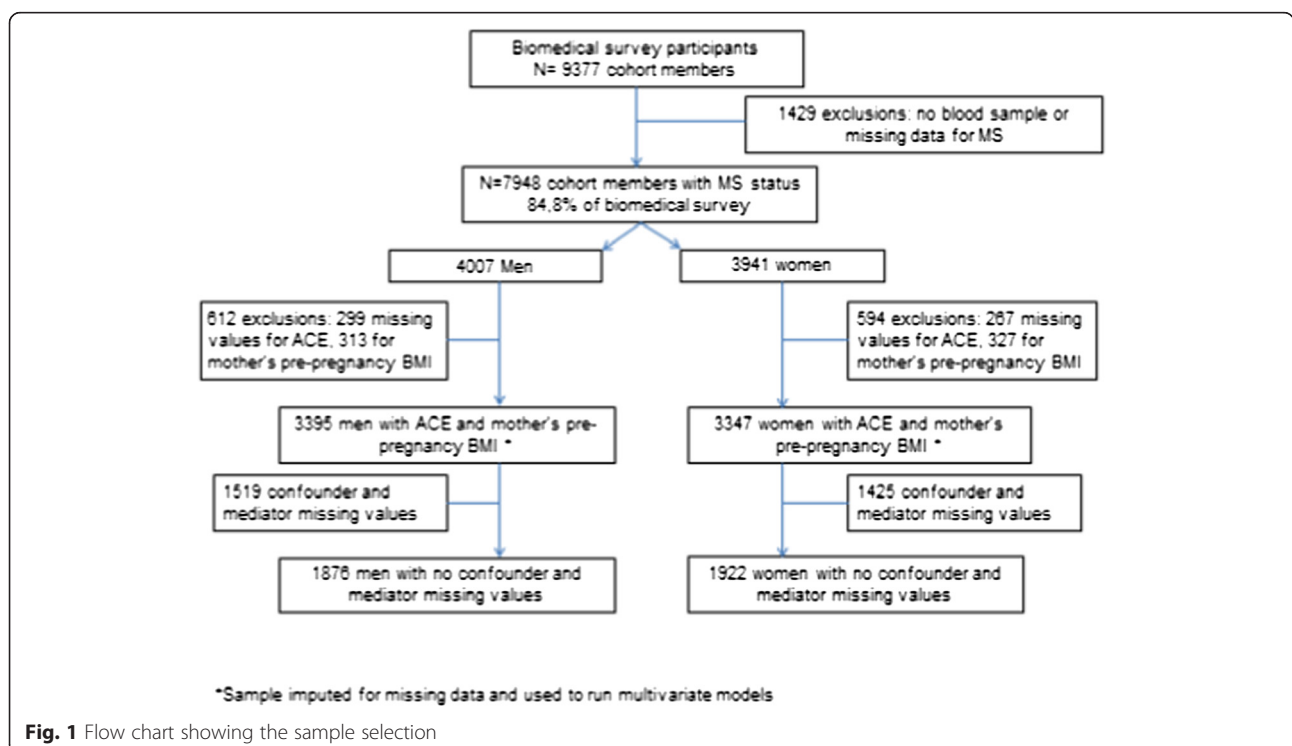 Biomedical survey participants
N= 9377 cohort members
1429 exclusions: no blood sample or
missing data for MS
N=7948 cohort members with MS status
84,8% of biomedical survey
4007 Men
3941 women
612 exclusions: 299 missing
values for ACE, 313 for
mother's pre-pregnancy BMI
594 exclusions: 267 missing
values for ACE, 327 for
mother's pre-pregnancy BMI
3395 men with ACE and mother's pre-
pregnancy BMI *
3347 women with ACE and mother's
pre-pregnancy BMI *
1519 confounder and
mediator missing values
1425 confounder and
mediator missing values
1876 men with no confounder and
mediator missing values
1922 women with no confounder and
mediator missing values
*Sample imputed for missing data and used to run multivariate models
Fig. 1 Flow chart showing the sample selection